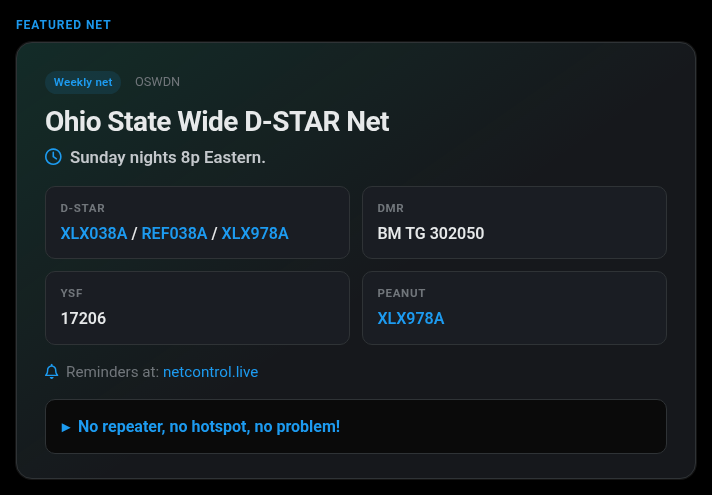 FEATURED NET
Weekly net OSWDN
Ohio State Wide D-STAR Net
Sunday nights 8p Eastern.
D-STAR
XLX038A / REF038A / XLX978A
DMR
BM TG 302050
YSF
17206
PEANUT
XLX978A
Reminders at: netcontrol.live
► No repeater, no hotspot, no problem!